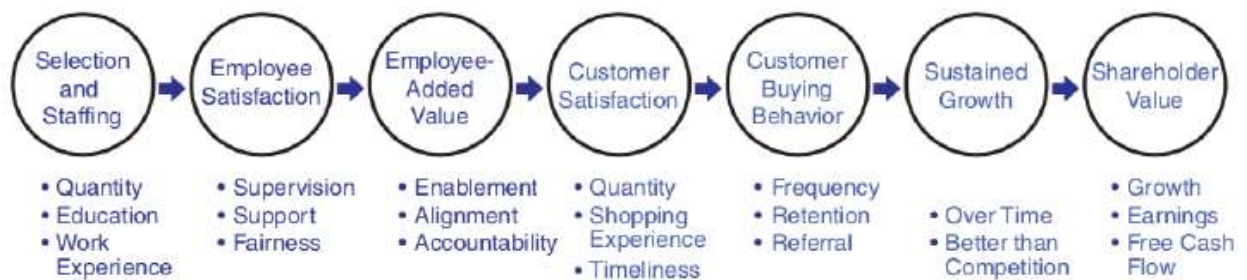 Selection
and
Staffing
Employee
Satisfaction
Employee-
Added
Value
Customer
Satisfaction
Customer
Buying
Behavior
Sustained
Growth
Shareholder
Value
• Quantity
• Education
• Work
Experience
• Supervision
• Support
• Fairness
• Enablement
• Alignment
• Accountability
• Quantity
• Shopping
Experience
• Timeliness
• Frequency
• Retention
• Referral
• Over Time
• Better than
Competition
• Growth
• Earnings
• Free Cash
Flow